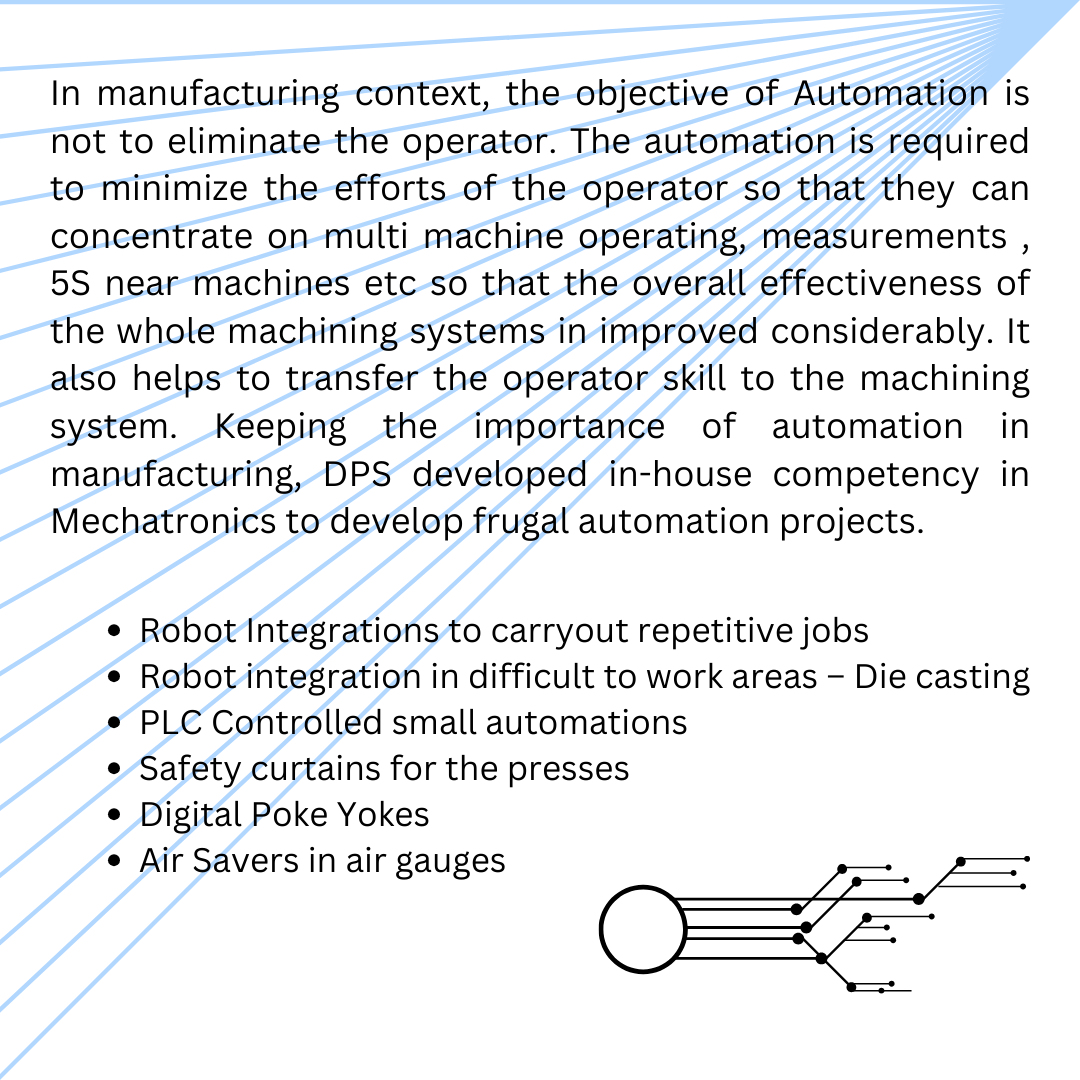 In manufacturing context, the objective of Automation is
not to eliminate the operator. The automation is required
to minimize the efforts of the operator so that they can
concentrate on multi machine operating, measurements ,
5S near machines etc so that the overall effectiveness of
the whole machining systems in improved considerably. It
also helps to transfer the operator skill to the machining
system. Keeping the importance of automation in
manufacturing, DPS developed in-house competency in
Mechatronics to develop frugal automation projects.
• Robot Integrations to carryout repetitive jobs
• Robot integration in difficult to work areas – Die casting
• PLC Controlled small automations
• Safety curtains for the presses
• Digital Poke Yokes
• Air Savers in air gauges